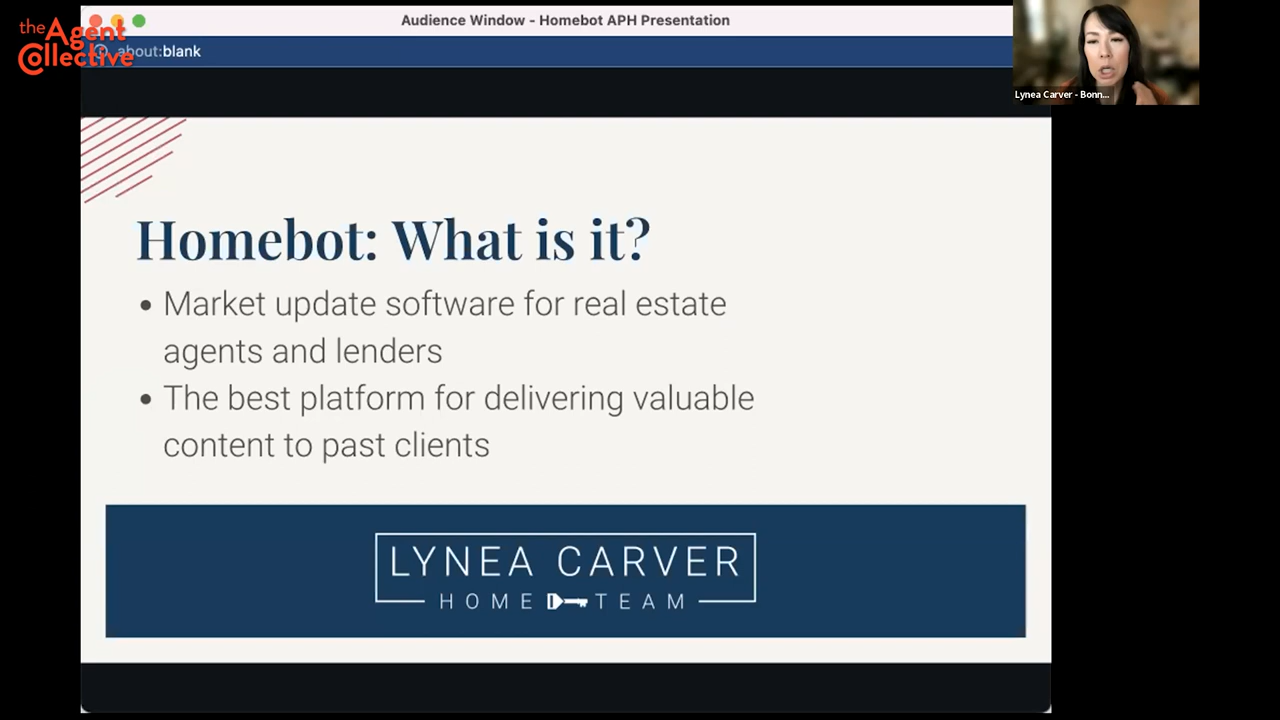 Audience Window - Homebot APH Presentation
the Agent
Collective
about:blank
Lynea Carver - Bonn...
Homebot: What is it?
• Market update software for real estate
agents and lenders
• The best platform for delivering valuable
content to past clients
LYNEA CARVER
HOME TEAM